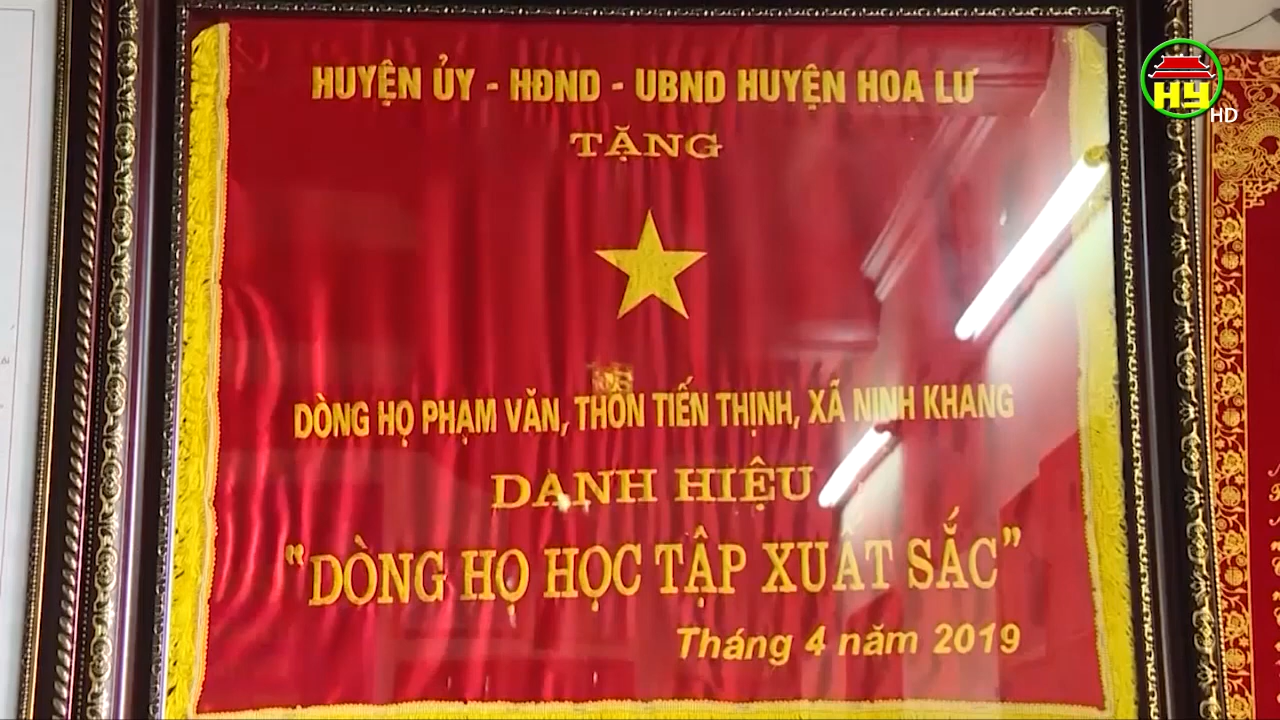 HUYỆN ỦY - HĐND - UBND HUYỆN HOA LƯ
TẶNG
DÒNG HỌ PHẠM VĂN, THÔN TIẾN THỊNH, XÃ NINH KHANG
DANH HIỆU
"DÒNG HỌ HỌC TẬP XUẤT SẮC"
Tháng 4 năm 2019
HY
HD